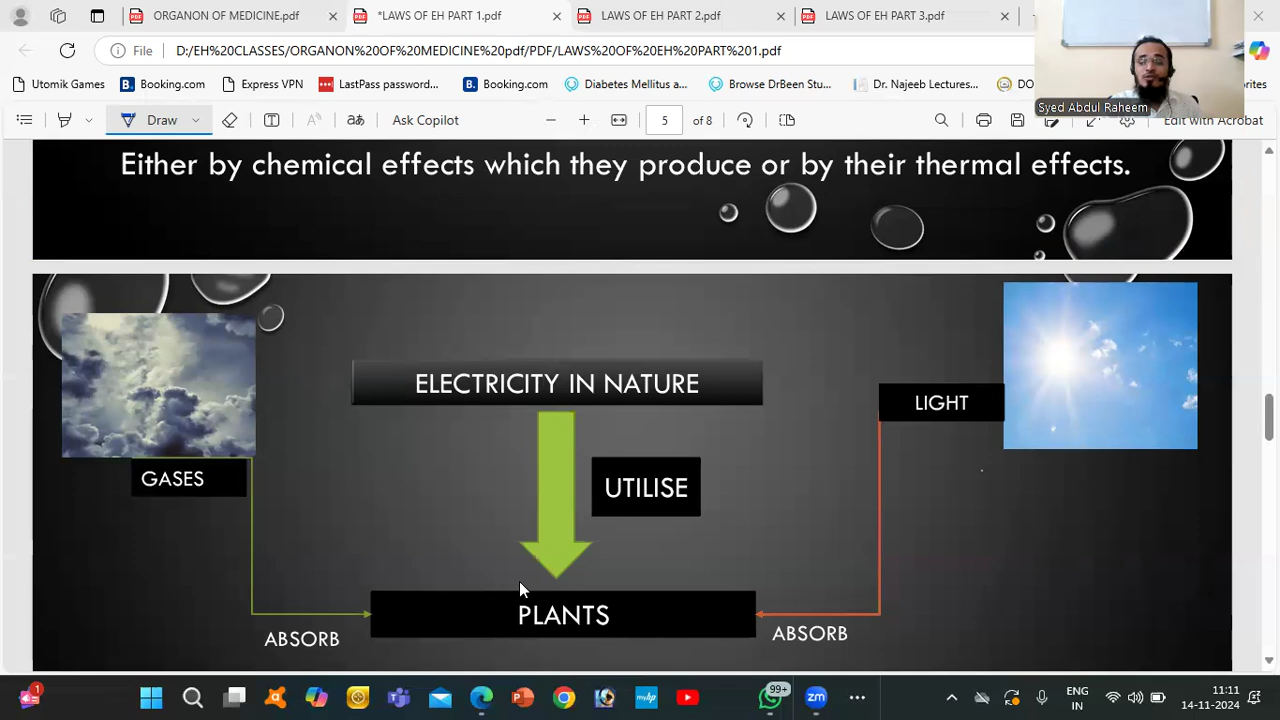 ORGANON OF MEDICINE.pdf
*LAWS OF EH PART 1.pdf
LAWS OF EH PART 2.pdf
LAWS OF EH PART 3.pdf
File
D:/EH%20CLASSES/ORGANON%20OF%20MEDICINE%20pdf/PDF/LAWS%20OF%20EH%20PART%201.pdf
Utomik Games
Booking.com
Express VPN
LastPass password...
Booking.com
Diabetes Mellitus a...
Browse DrBeen Stu...
Dr. Najeeb Lectures...
DO
orites
Syed Abdul Raheem
Draw
Ask Copilot
5
of 8
Edit with Acrobat
Either by chemical effects which they produce or by their thermal effects.
ELECTRICITY IN NATURE
LIGHT
GASES
UTILISE
PLANTS
ABSORB
ABSORB
1
99+
zm
ENG
IN
11:11
14-11-2024